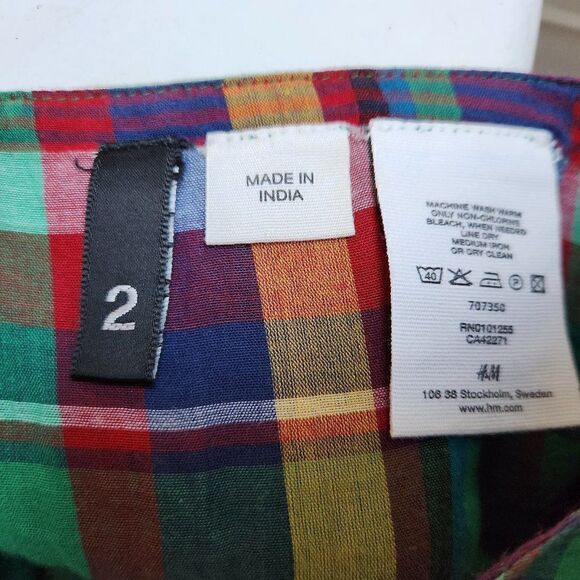 2
MADE IN
INDIA
MACHINE WASH WARM
ONLY NON-CHLORINE
BLEACH, WHEN NEEDED
LINE DRY
MEDIUM IRON
OR DRY CLEAN
40 P
707350
RN0101255
CA42271
H&M
106 38 Stockholm, Sweden
www.hm.com